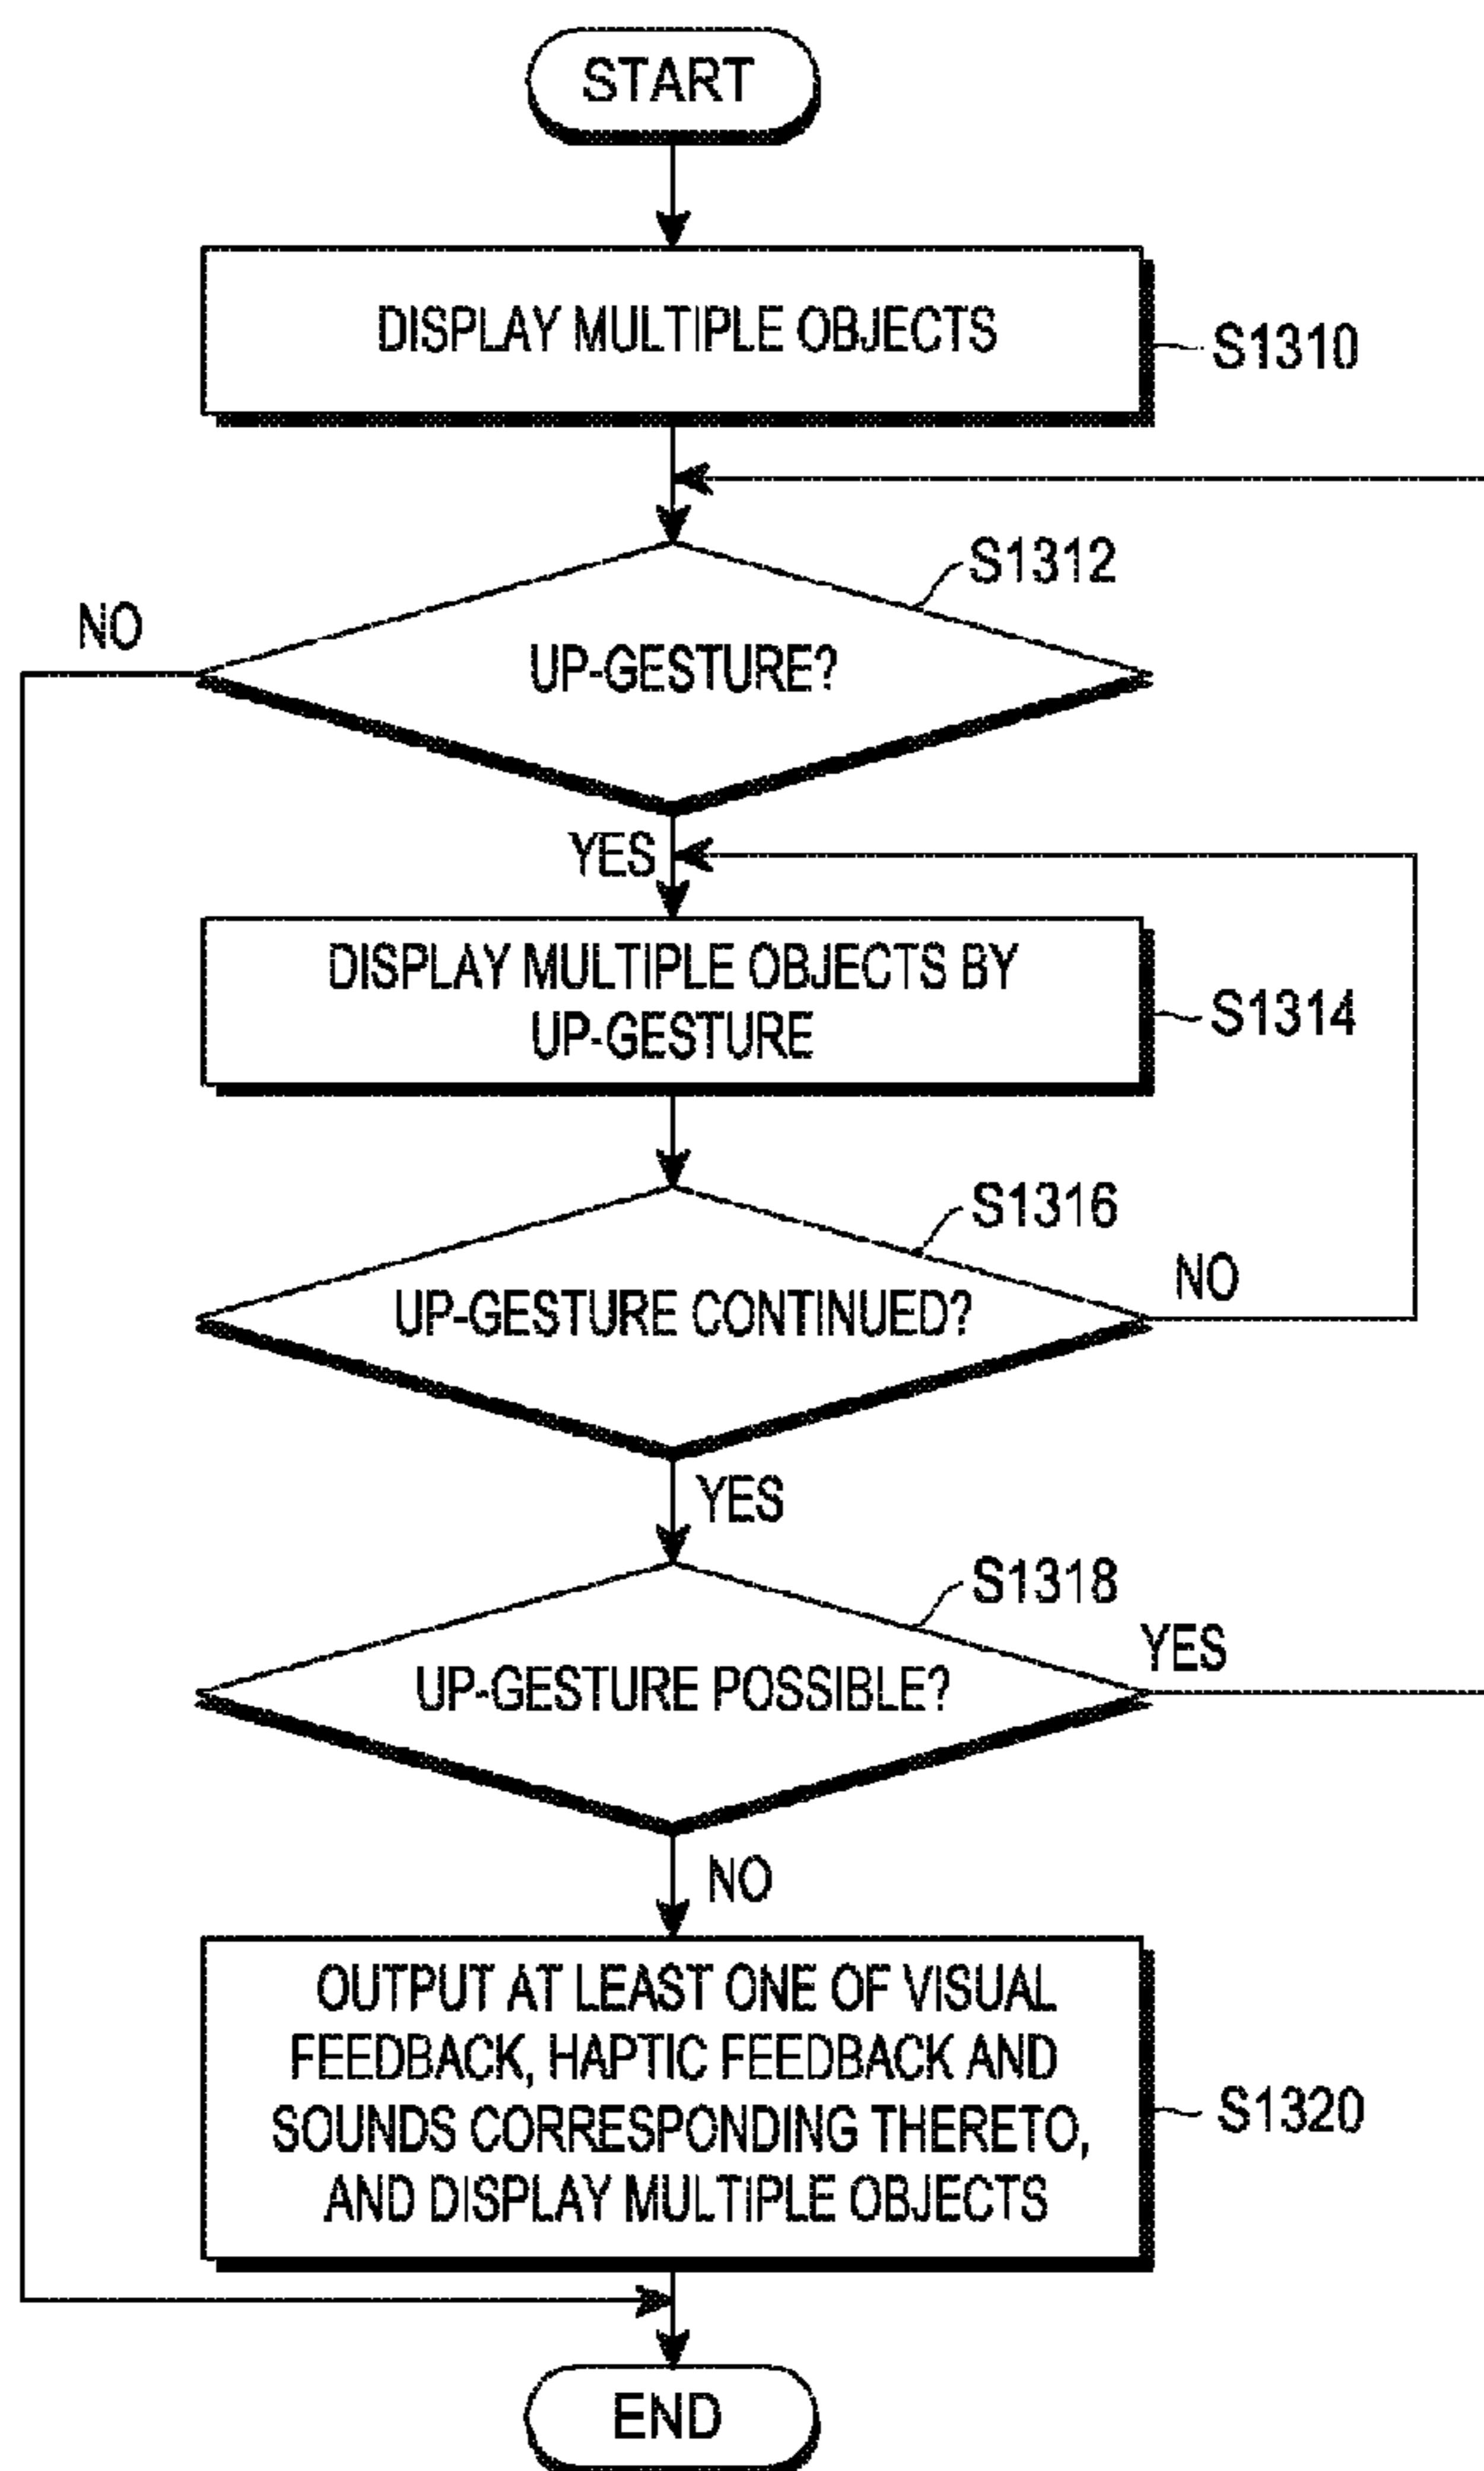 START
DISPLAY MULTIPLE OBJECTS
S1310
S1312
NO
UP-GESTURE?
YES
DISPLAY MULTIPLE OBJECTS BY
UP-GESTURE
S1314
S1316
NO
UP-GESTURE CONTINUED?
YES
S1318
YES
UP-GESTURE POSSIBLE?
NO
OUTPUT AT LEAST ONE OF VISUAL
FEEDBACK, HAPTIC FEEDBACK AND
SOUNDS CORRESPONDING THERETO,
AND DISPLAY MULTIPLE OBJECTS
S1320
END